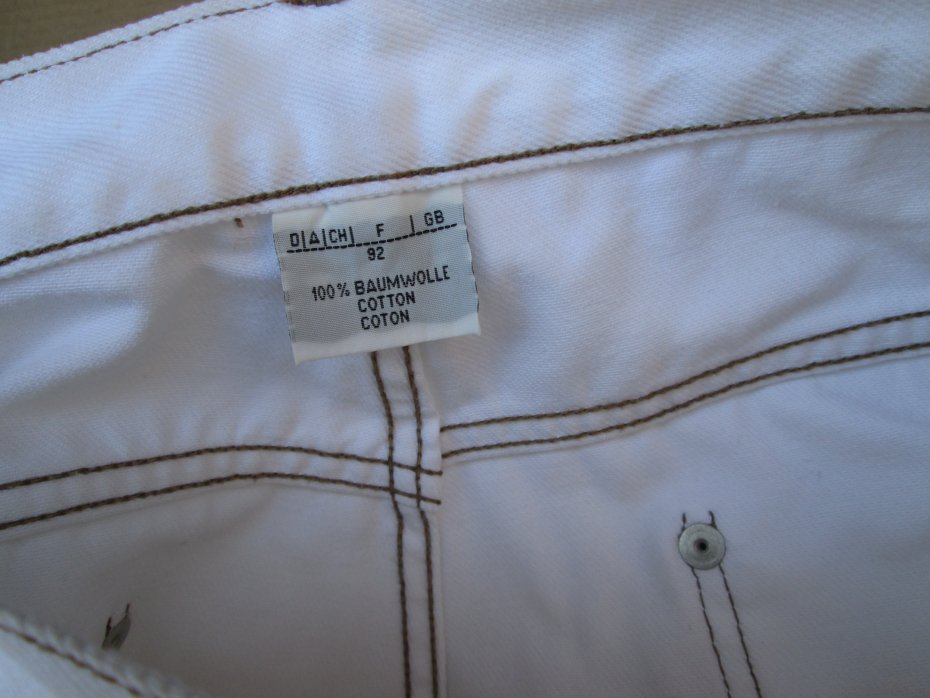 D|A|CH| F | GB
92
100% BAUMWOLLE
COTTON
COTON